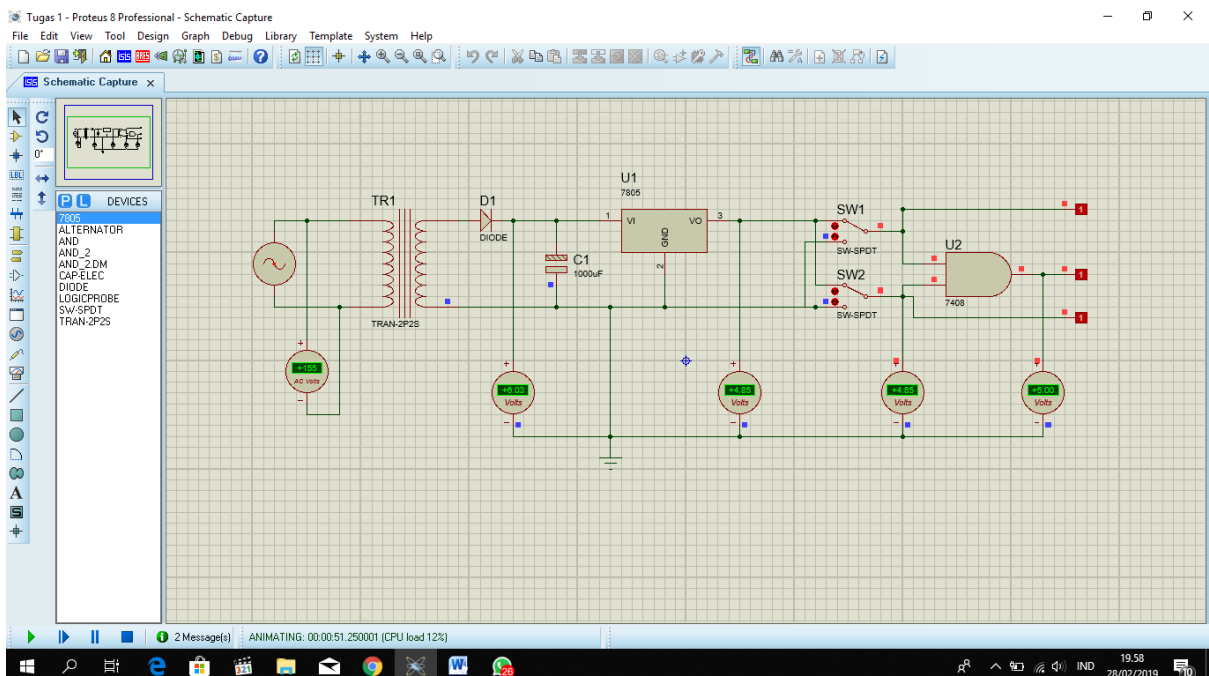 Tugas 1 - Proteus 8 Professional - Schematic Capture
File Edit View Tool Design Graph Debug Library Template System Help
Schematic Capture
0°
P L DEVICES
7805
ALTERNATOR
AND
AND_2
AND_2.DM
CAP-ELEC
DIODE
LOGICPROBE
SW-SPDT
TRAN-2P2S
TR1
TRAN-2P2S
D1
DIODE
C1
1000uF
U1
7805
1 VI VO 3
GND
2
SW1
SW-SPDT
SW2
SW-SPDT
U2
7408
1
1
1
+155
AC Volts
+6.03
Volts
+4.85
Volts
+4.85
Volts
+5.00
Volts
2 Message(s) ANIMATING: 00:00:51.250001 (CPU load 12%)
IND
19.58
28/02/2019